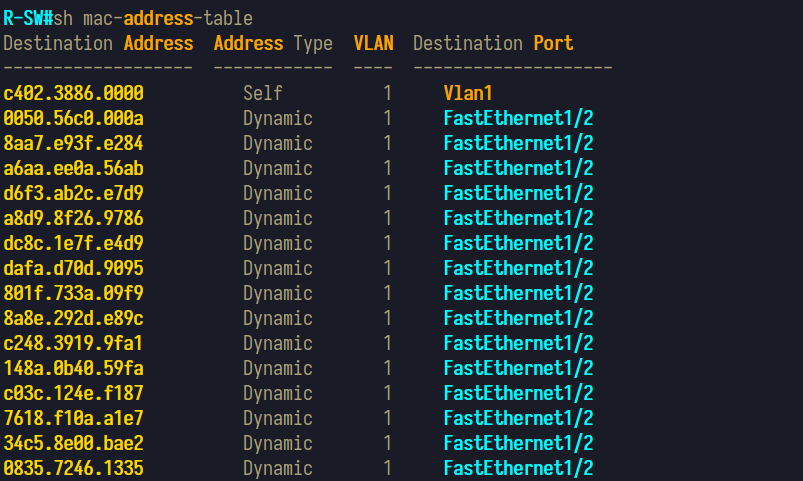 R-SW#sh mac-address-table
Destination Address  Address Type  VLAN  Destination Port
-------------------  ------------  ----  --------------------
c402.3886.0000          Self          1     Vlan1
0050.56c0.000a          Dynamic       1     FastEthernet1/2
8aa7.e93f.e284          Dynamic       1     FastEthernet1/2
a6aa.ee0a.56ab          Dynamic       1     FastEthernet1/2
d6f3.ab2c.e7d9          Dynamic       1     FastEthernet1/2
a8d9.8f26.9786          Dynamic       1     FastEthernet1/2
dc8c.1e7f.e4d9          Dynamic       1     FastEthernet1/2
dafa.d70d.9095          Dynamic       1     FastEthernet1/2
801f.733a.09f9          Dynamic       1     FastEthernet1/2
8a8e.292d.e89c          Dynamic       1     FastEthernet1/2
c248.3919.9fa1          Dynamic       1     FastEthernet1/2
148a.0b40.59fa          Dynamic       1     FastEthernet1/2
c03c.124e.f187          Dynamic       1     FastEthernet1/2
7618.f10a.a1e7          Dynamic       1     FastEthernet1/2
34c5.8e00.bae2          Dynamic       1     FastEthernet1/2
0835.7246.1335          Dynamic       1     FastEthernet1/2